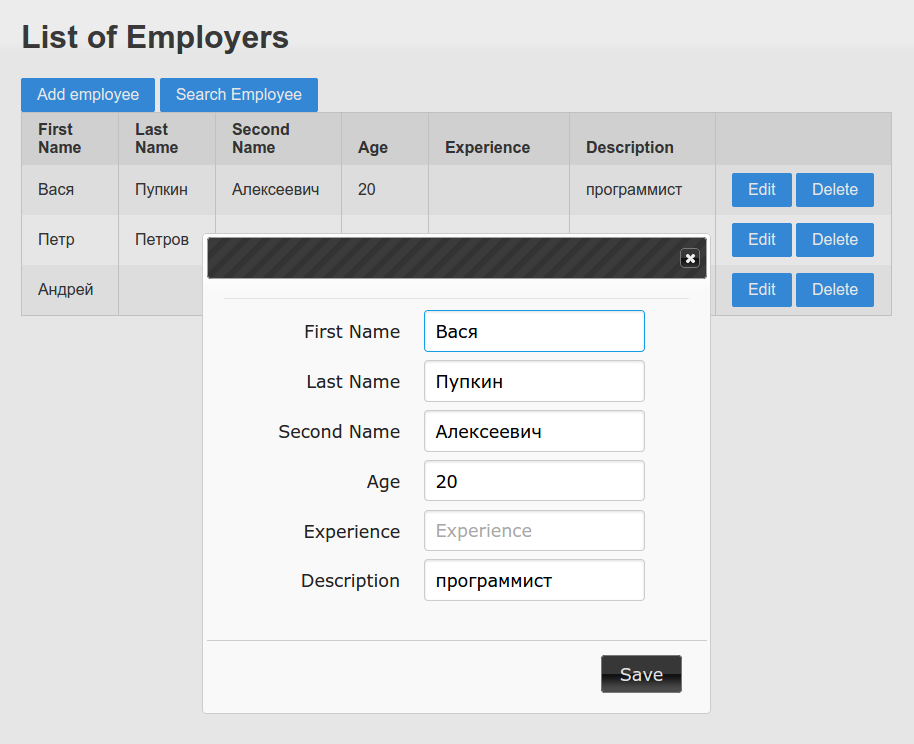 List of Employers
Add employee Search Employee
First Name Last Name Second Name Age Experience Description
Вася Пупкин Алексеевич 20 программист Edit Delete
Петр Петров Edit Delete
Андрей Edit Delete
First Name Вася
Last Name Пупкин
Second Name Алексеевич
Age 20
Experience Experience
Description программист
Save